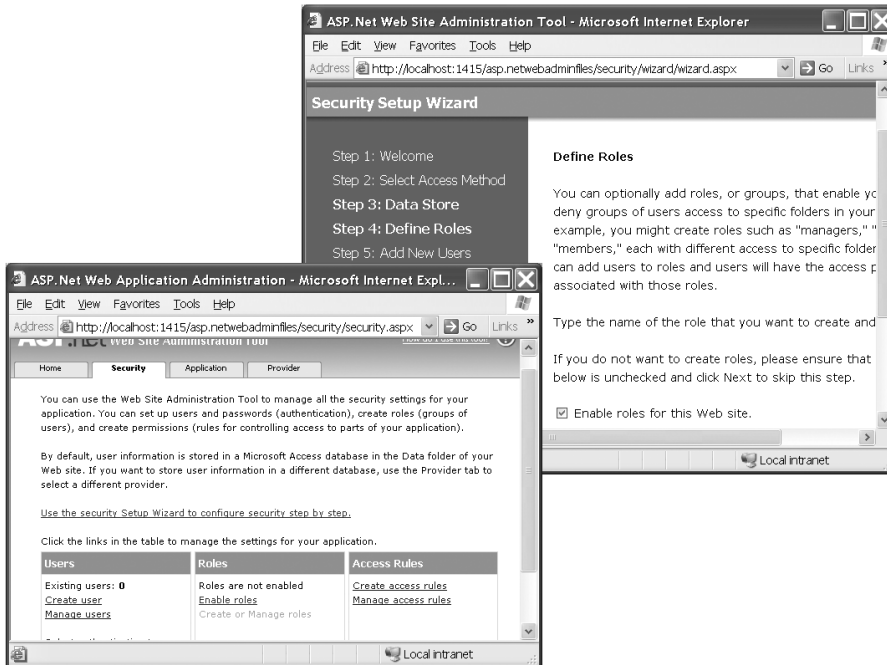 ASP.Net Web Site Administration Tool - Microsoft Internet Explorer
File Edit View Favorites Tools Help
Address http://localhost:1415/asp.netwebadminfiles/security/wizard/wizard.aspx Go Links »
Security Setup Wizard
Step 1: Welcome
Step 2: Select Access Method
Step 3: Data Store
Step 4: Define Roles
Step 5: Add New Users
Define Roles
You can optionally add roles, or groups, that enable yo
deny groups of users access to specific folders in your
example, you might create roles such as "managers," "
"members," each with different access to specific folder
can add users to roles and users will have the access p
associated with those roles.
Type the name of the role that you want to create and
If you do not want to create roles, please ensure that
below is unchecked and click Next to skip this step.
Enable roles for this Web site.
Local intranet
ASP.Net Web Application Administration - Microsoft Internet Expl...
File Edit View Favorites Tools Help
Address http://localhost:1415/asp.netwebadminfiles/security/security.aspx Go Links »
ASP.net Web Site Administration Tool How do I use this tool? ?
Home Security Application Provider
You can use the Web Site Administration Tool to manage all the security settings for your
application. You can set up users and passwords (authentication), create roles (groups of
users), and create permissions (rules for controlling access to parts of your application).
By default, user information is stored in a Microsoft Access database in the Data folder of your
Web site. If you want to store user information in a different database, use the Provider tab to
select a different provider.
Use the security Setup Wizard to configure security step by step.
Click the links in the table to manage the settings for your application.
Users Roles Access Rules
Existing users: 0 Roles are not enabled Create access rules
Create user Enable roles Manage access rules
Manage users Create or Manage roles
Local intranet